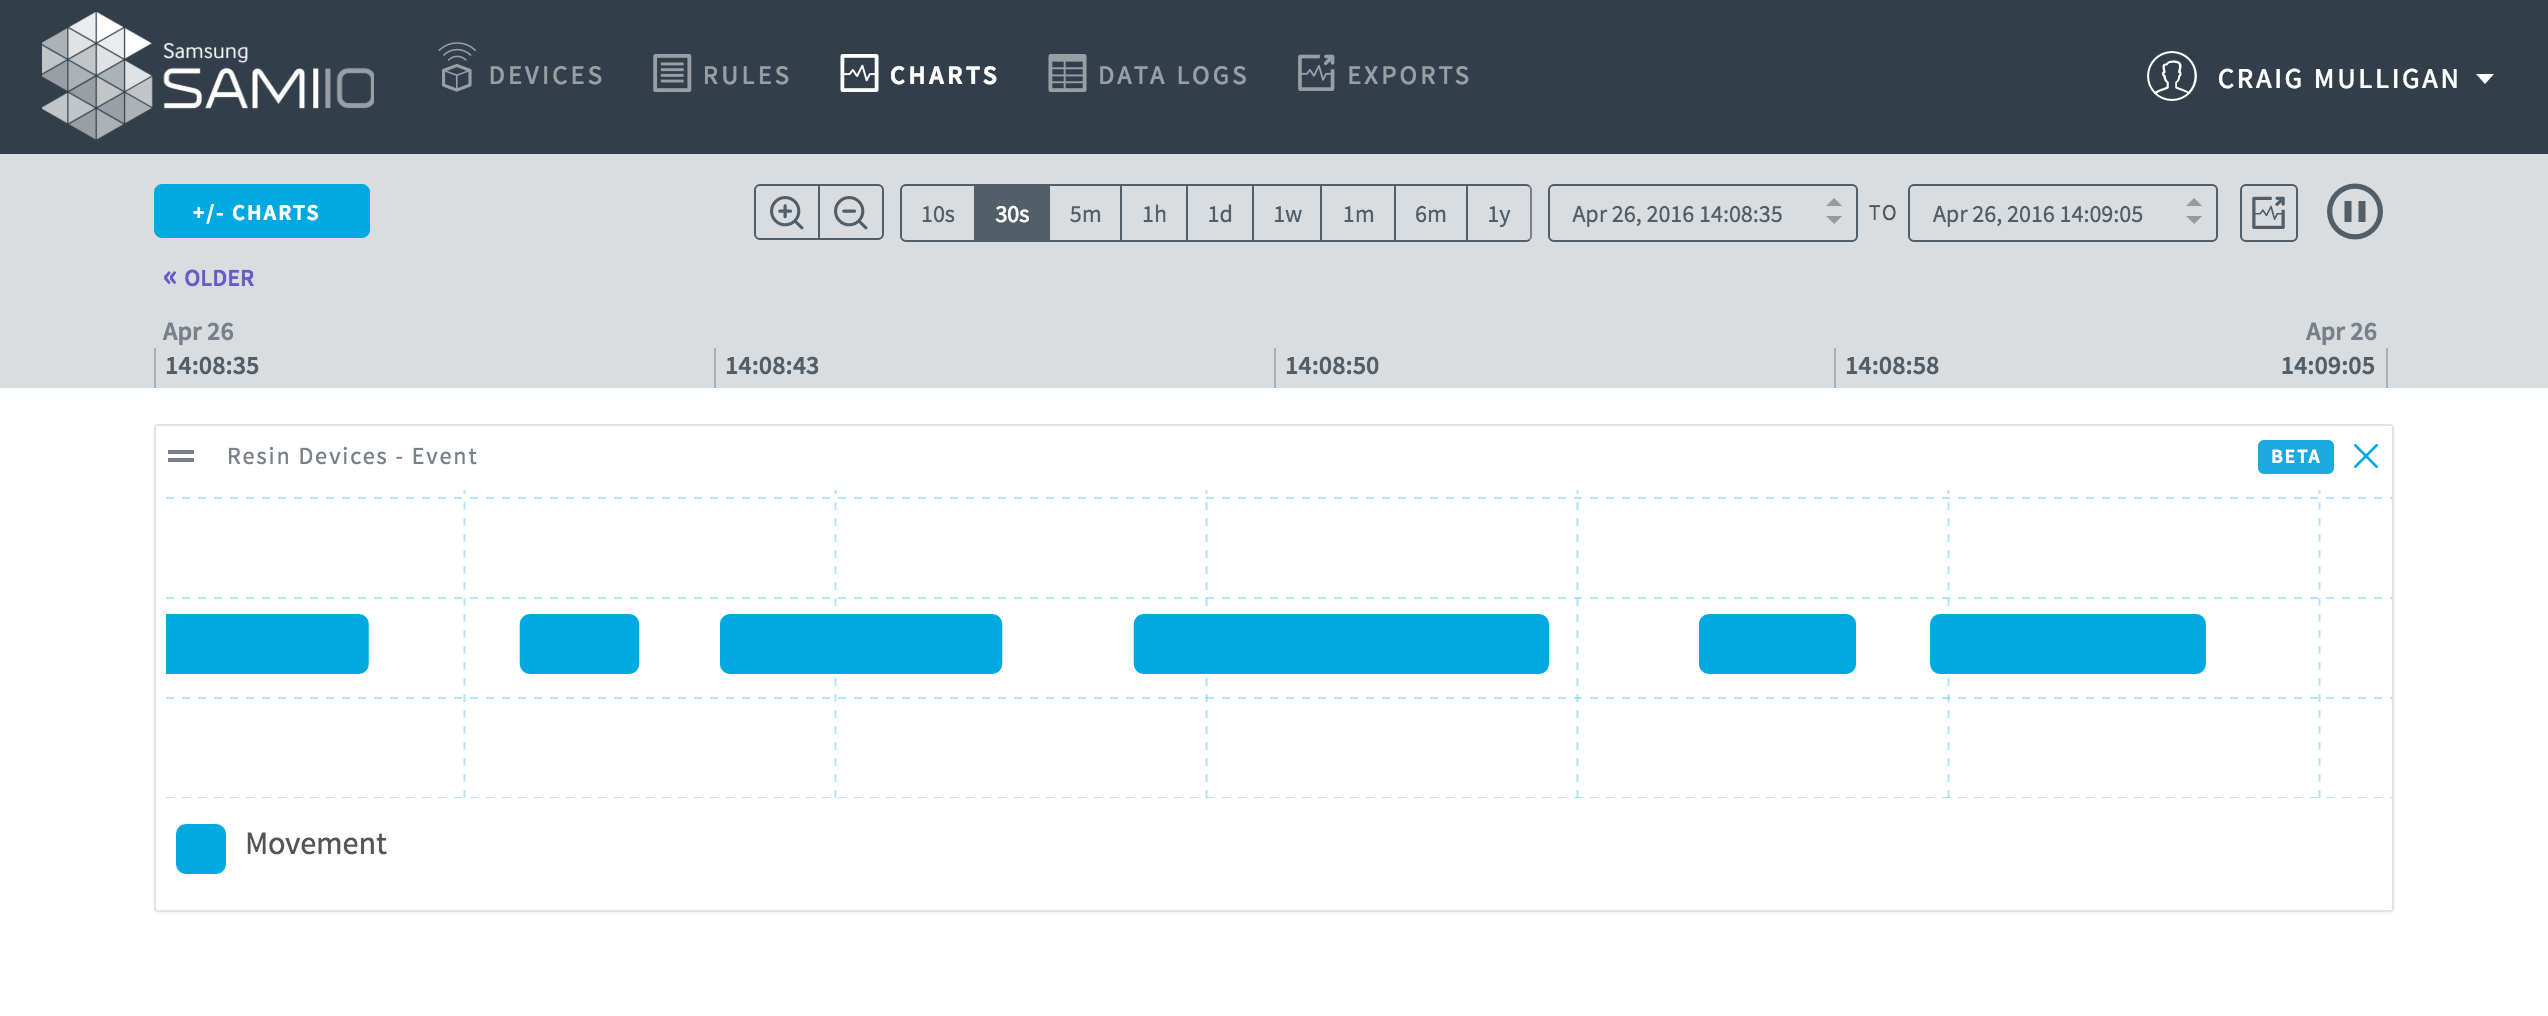 Samsung
SAMIIO
DEVICES
RULES
CHARTS
DATA LOGS
EXPORTS
CRAIG MULLIGAN
+/- CHARTS
10s
30s
5m
1h
1d
1w
1m
6m
1y
Apr 26, 2016 14:08:35
TO
Apr 26, 2016 14:09:05
« OLDER
Apr 26
Apr 26
14:08:35
14:08:43
14:08:50
14:08:58
14:09:05
Resin Devices - Event
BETA
Movement